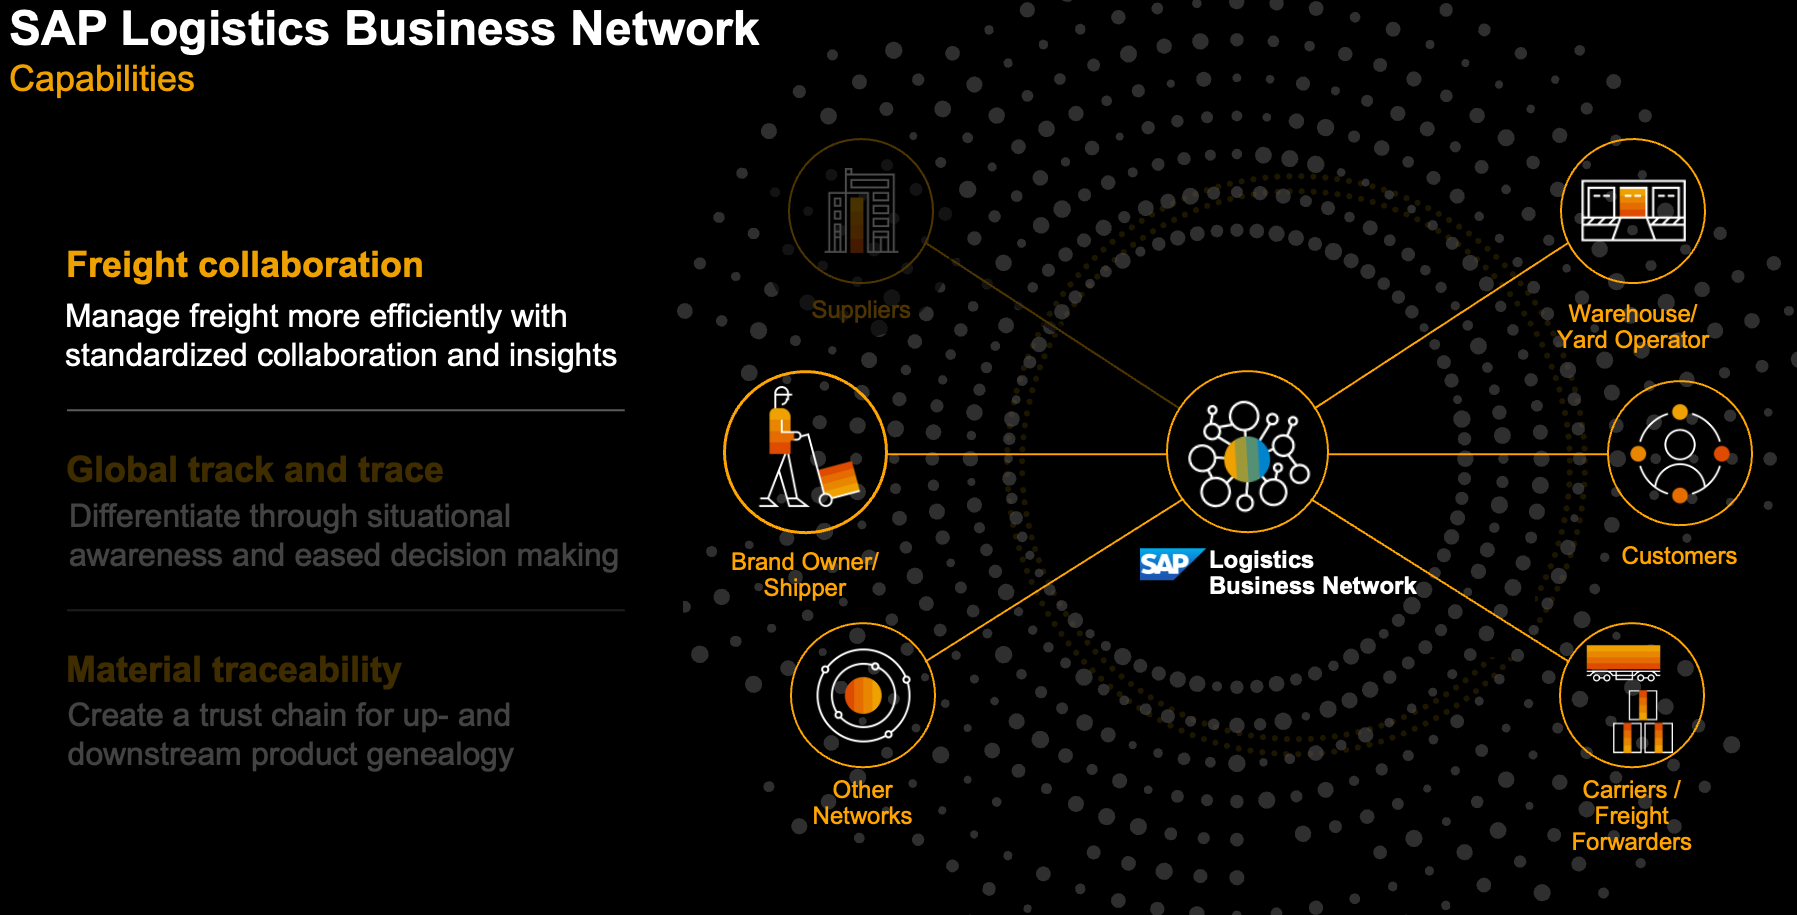 SAP Logistics Business Network
Capabilities
Freight collaboration
Manage freight more efficiently with
standardized collaboration and insights
Global track and trace
Differentiate through situational
awareness and eased decision making
Material traceability
Create a trust chain for up- and
downstream product genealogy
Suppliers
Warehouse/
Yard Operator
Brand Owner/
Shipper
SAP Logistics
Business Network
Customers
Other
Networks
Carriers /
Freight
Forwarders